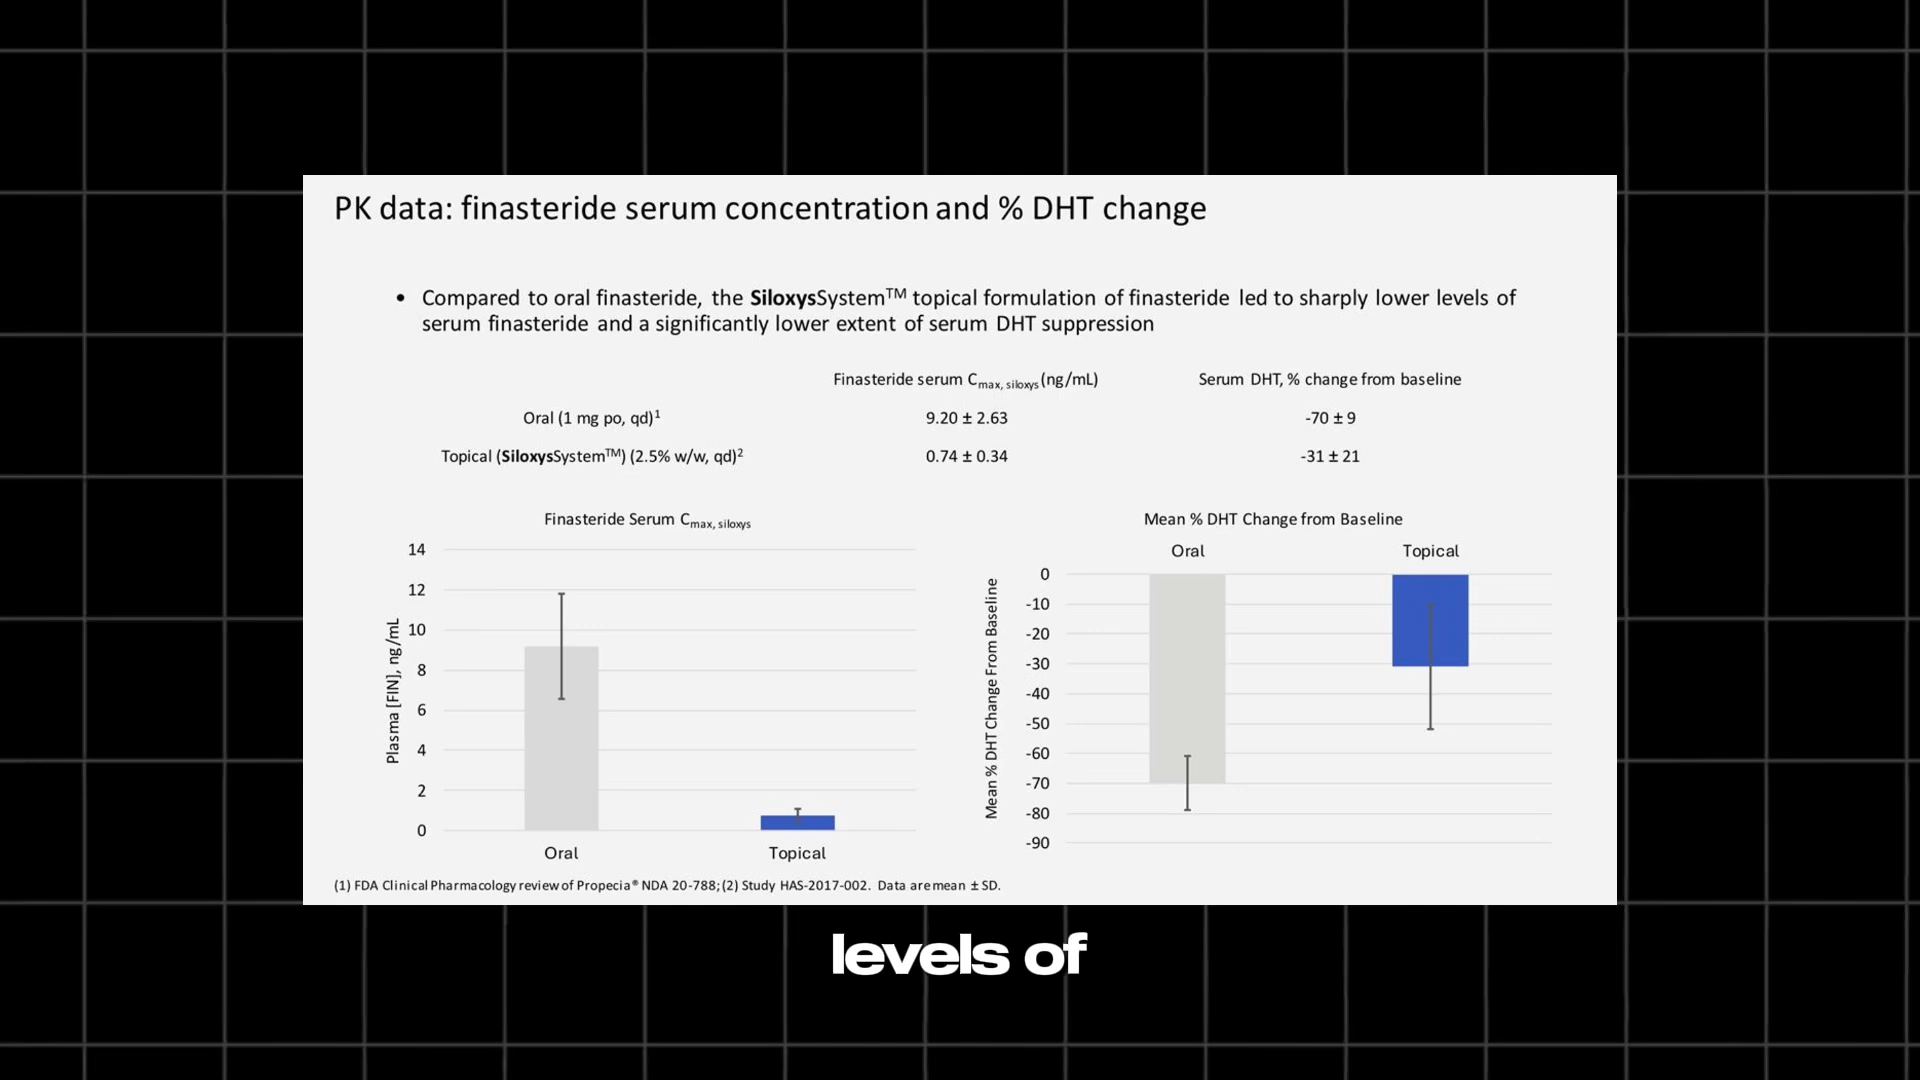 PK data: finasteride serum concentration and % DHT change
• Compared to oral finasteride, the SiloxysSystem™ topical formulation of finasteride led to sharply lower levels of
serum finasteride and a significantly lower extent of serum DHT suppression
Finasteride serum Cmax, siloxys (ng/mL) Serum DHT, % change from baseline
Oral (1 mg po, qd)¹ 9.20 ± 2.63 -70 ± 9
Topical (SiloxysSystem™) (2.5% w/w, qd)² 0.74 ± 0.34 -31 ± 21
Finasteride Serum Cmax, siloxys
Plasma [FIN], ng/mL
14
12
10
8
6
4
2
0
Oral Topical
Mean % DHT Change from Baseline
Oral Topical
Mean % DHT Change From Baseline
0
-10
-20
-30
-40
-50
-60
-70
-80
-90
(1) FDA Clinical Pharmacology review of Propecia® NDA 20-788; (2) Study HAS-2017-002. Data are mean ± SD.
levels of